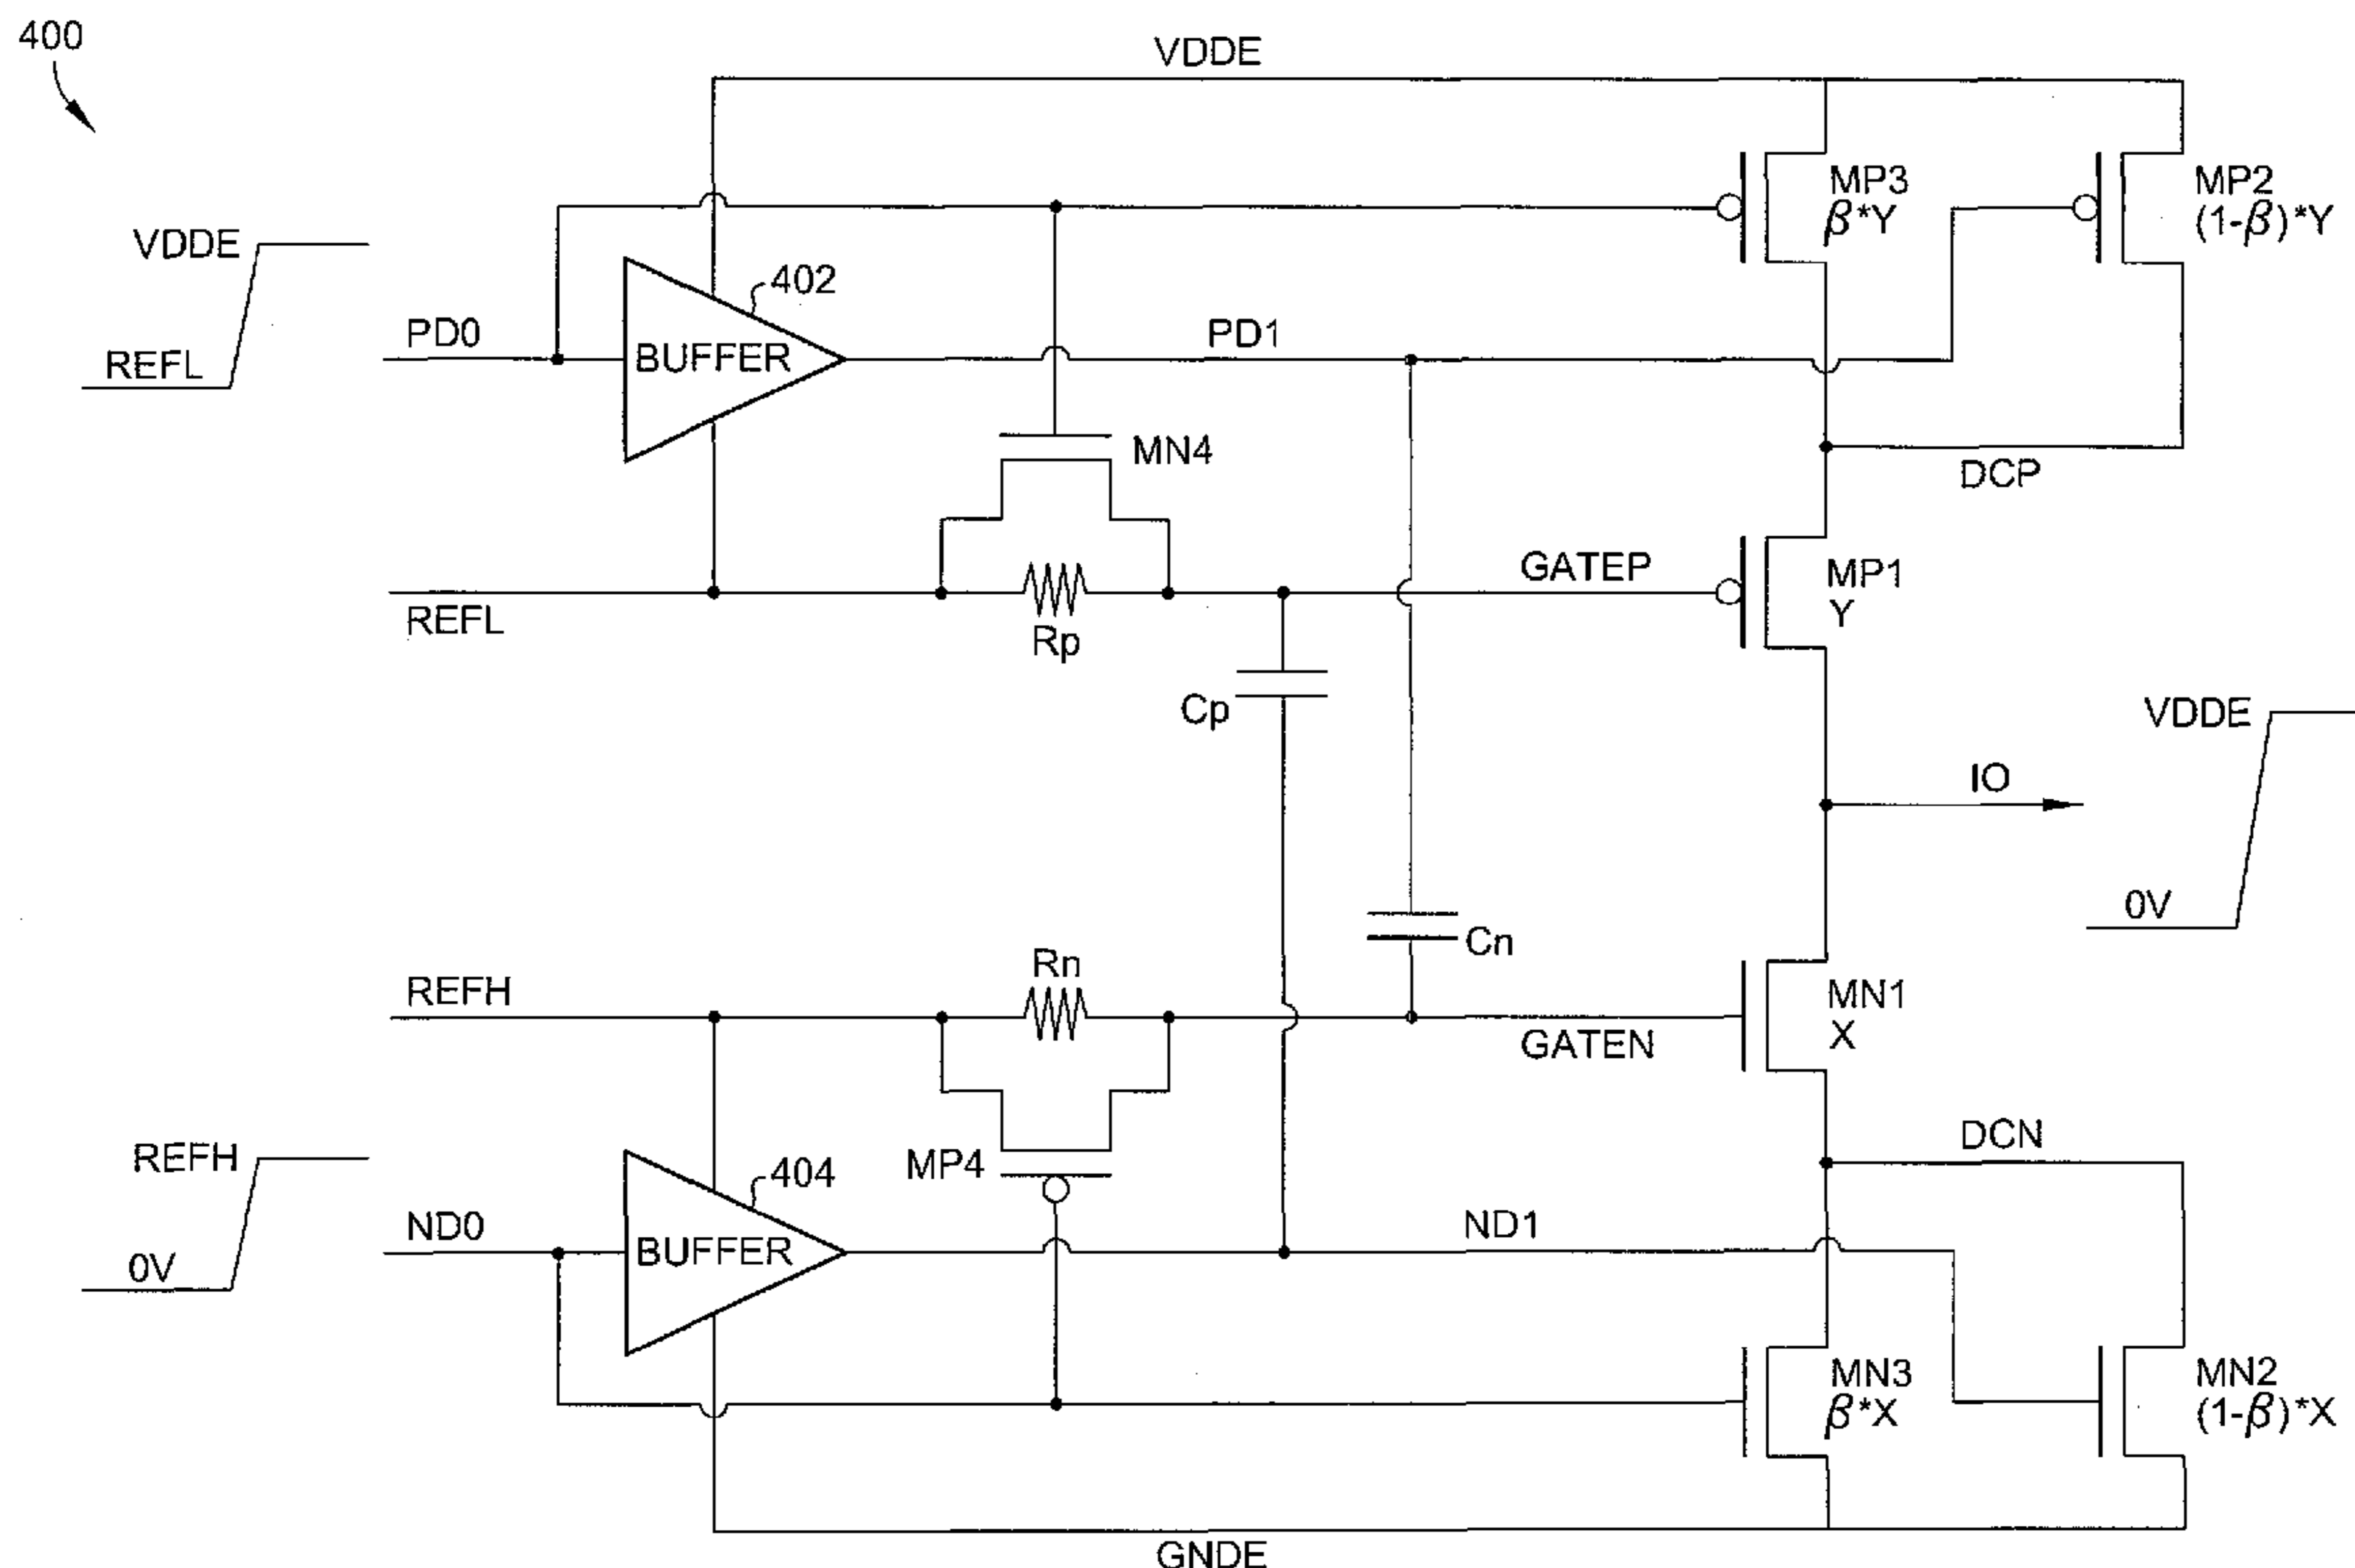 400
VDDE
MP3
β*Y
MP2
(1-β)*Y
VDDE
REFL
PD0
BUFFER
402
PD1
MN4
DCP
REFL
Rp
GATEP
MP1
Y
Cp
VDDE
IO
0V
Cn
REFH
Rn
GATEN
MN1
X
DCN
REFH
0V
ND0
BUFFER
404
MP4
ND1
MN3
β*X
MN2
(1-β)*X
GNDE